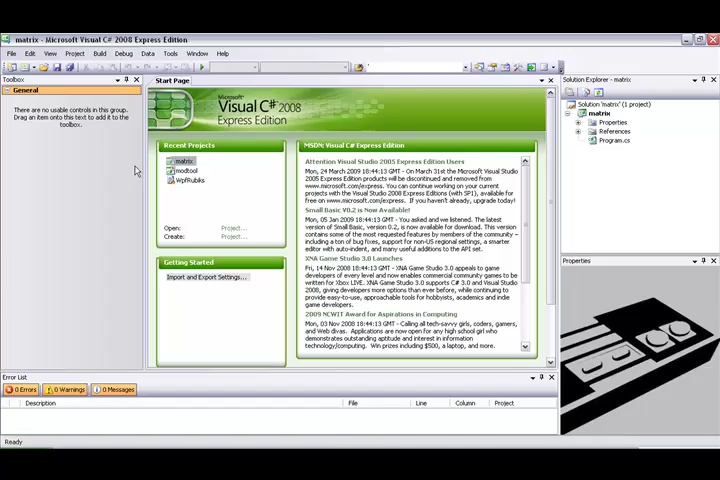 matrix - Microsoft Visual C# 2008 Express Edition
File Edit View Project Build Debug Data Tools Window Help
Toolbox
General
There are no usable controls in this group.
Drag an item onto this text to add it to the
toolbox.
Start Page
Microsoft
Visual C# 2008
Express Edition
Recent Projects
matrix
modtool
WpfRubiks
Open: Project...
Create: Project...
Getting Started
Import and Export Settings...
MSDN: Visual C# Express Edition
Attention Visual Studio 2005 Express Edition Users
Mon, 24 March 2009 18:44:13 GMT - On March 31st the Microsoft Visual Studio
2005 Express Edition products will be discontinued and removed from
www.microsoft.com/express. You can continue working on your current
projects with the Visual Studio 2008 Express Editions (with SP1), available for
free on www.microsoft.com/express. If you haven't already, upgrade today!
Small Basic V0.2 is Now Available!
Mon, 05 Jan 2009 18:44:13 GMT - You asked and we listened. The latest
version of Small Basic, version 0.2, is now available for download. This version
contains some of the most requested features by members of the community –
including a ton of bug fixes, support for non-US regional settings, a smarter
editor with auto-indent, and many useful additions to the API set.
XNA Game Studio 3.0 Launches
Fri, 14 Nov 2008 18:44:13 GMT - XNA Game Studio 3.0 appeals to game
developers of every level and now enables commercial community games to be
written for Xbox LIVE. XNA Game Studio 3.0 supports C# 3.0 and Visual Studio
2008, giving developers more options than ever before, while continuing to
provide easy-to-use, approachable tools for hobbyists, academics and indie
game developers.
2009 NCWIT Award for Aspirations in Computing
Mon, 03 Nov 2008 18:44:13 GMT - Calling all tech-savvy girls, coders, gamers,
and Web divas. Applications are now open for any high school girl who
demonstrates outstanding aptitude and interest in information
technology/computing. Win prizes including $500, a laptop, and more.
Solution Explorer - matrix
Solution 'matrix' (1 project)
matrix
Properties
References
Program.cs
Properties
Error List
0 Errors 0 Warnings 0 Messages
Description File Line Column Project
Ready